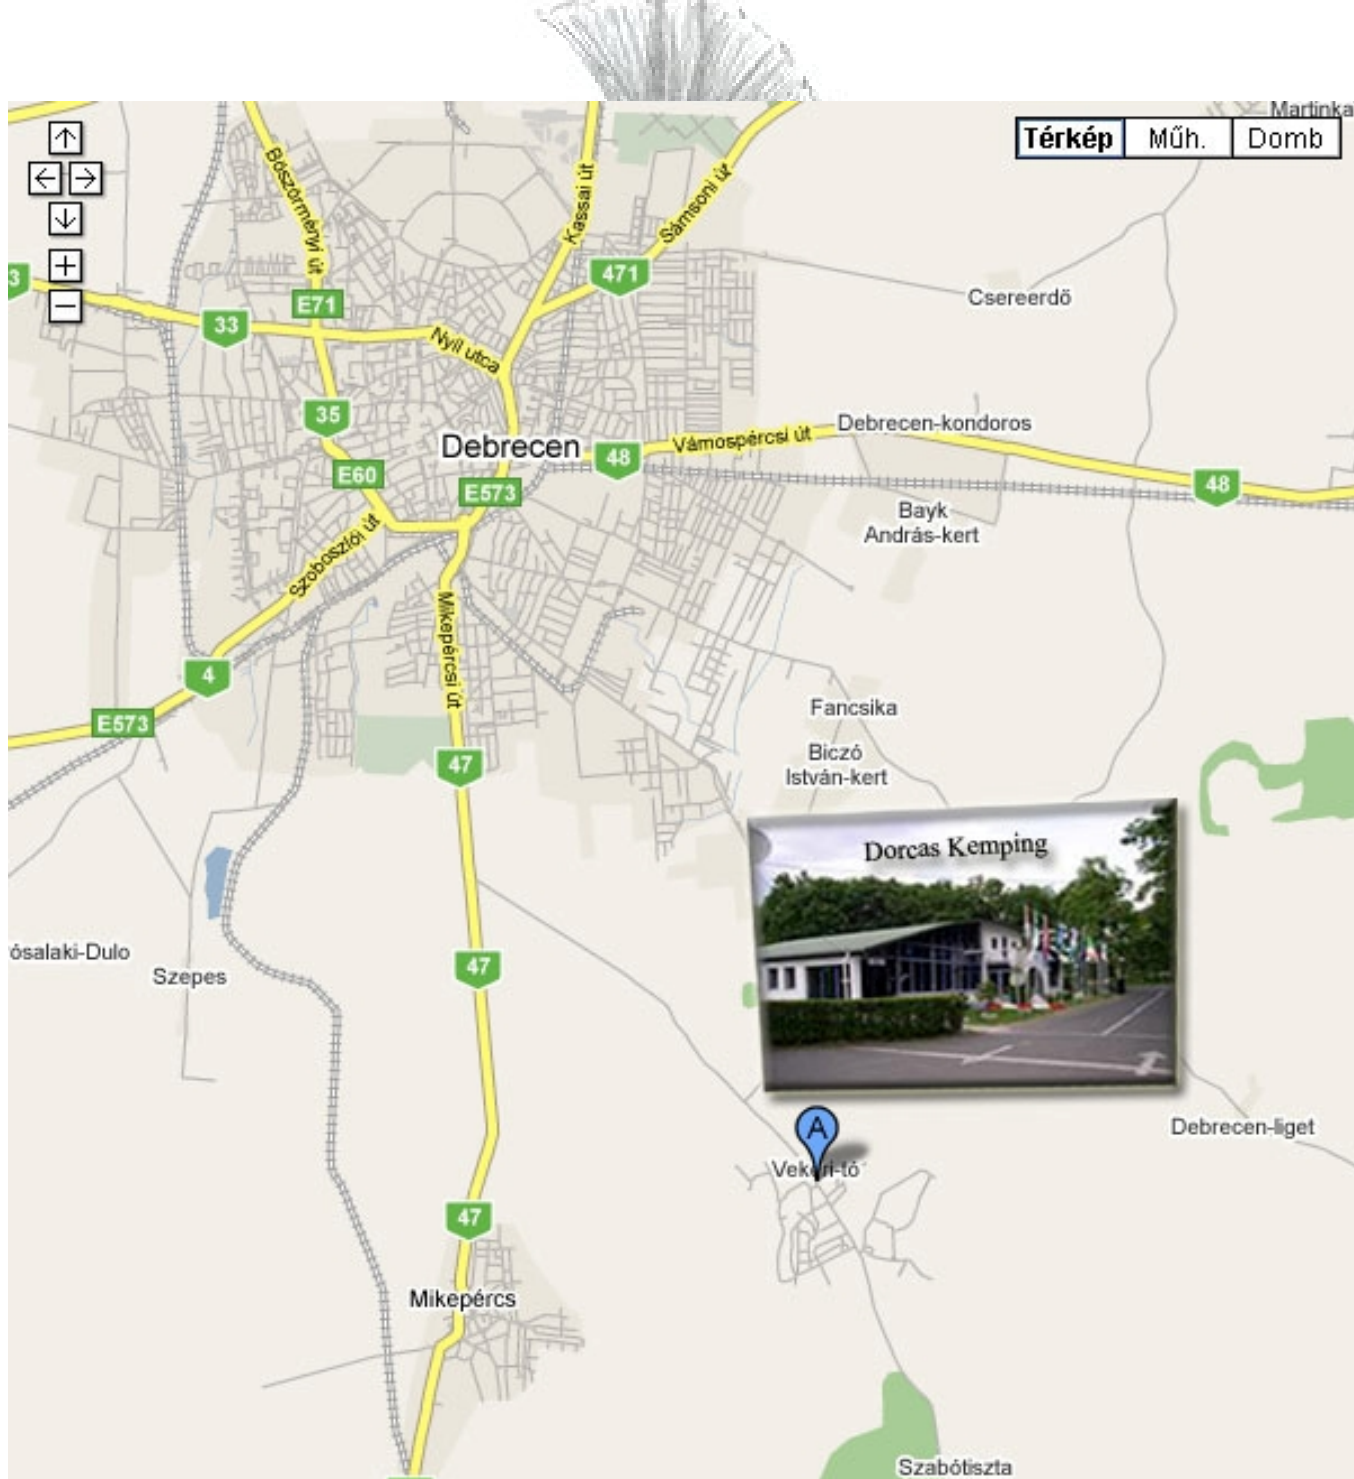 Martinka
Térkép
Műh.
Domb
Böszörményi út
Kassai út
Sámsoni út
3
471
Csereerdő
E71
33
Nyíl utca
35
Debrecen-kondoros
Debrecen
48
Vámospércsi út
E60
E573
48
Bayk
András-kert
Szoboszlói út
Mikepércsi út
4
Fancsika
E573
Biczó
István-kert
47
Dorcas Kemping
ósalaki-Dulo
47
Szepes
A
Debrecen-liget
Vekeri-tó
47
Mikepércs
Szabótiszta